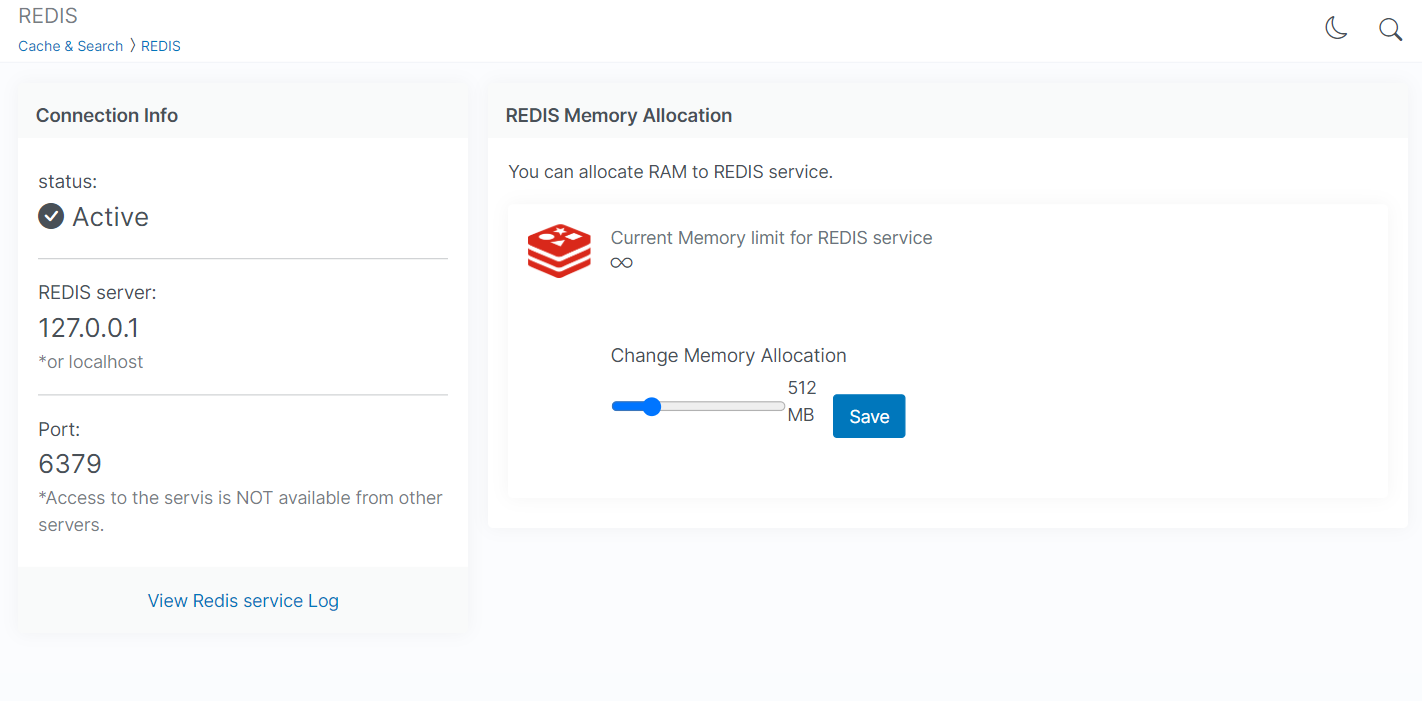 REDIS
Cache & Search 〉 REDIS
Connection Info
status:
Active
REDIS server:
127.0.0.1
*or localhost
Port:
6379
*Access to the servis is NOT available from other
servers.
View Redis service Log
REDIS Memory Allocation
You can allocate RAM to REDIS service.
Current Memory limit for REDIS service
∞
Change Memory Allocation
512
MB
Save